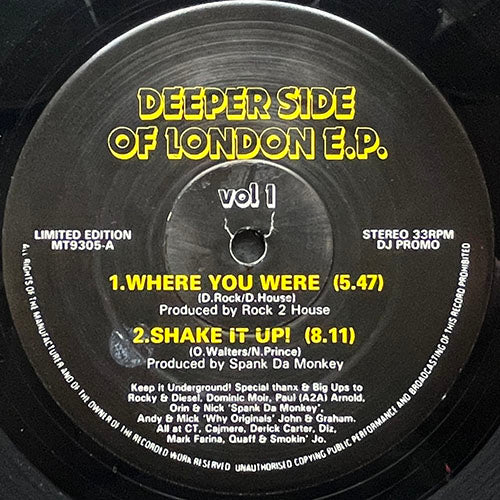 DEEPER SIDE
OF LONDON E.P.
vol 1
LIMITED EDITION
MT9305-A
STEREO 33RPM
DJ PROMO
1.WHERE YOU WERE (5.47)
(D.Rock/D.House)
Produced by Rock 2 House
2.SHAKE IT UP! (8.11)
(O.Walters/N.Prince)
Produced by Spank Da Monkey
Keep it Underground! Special thanx & Big Ups to
Rocky & Diesel, Dominic Moir, Paul (A2A) Arnold,
Orin & Nick 'Spank Da Monkey',
Andy & Mick 'Why Originals' John & Graham.
All at CT, Cajmere, Derick Carter, Diz,
Mark Farina, Quaff & Smokin' Jo.
ALL RIGHTS OF THE MANUFACTURER AND OF THE OWNER OF THE RECORDED WORK RESERVED UNAUTHORISED COPYING PUBLIC PERFORMANCE AND BROADCASTING OF THIS RECORD PROHIBITED